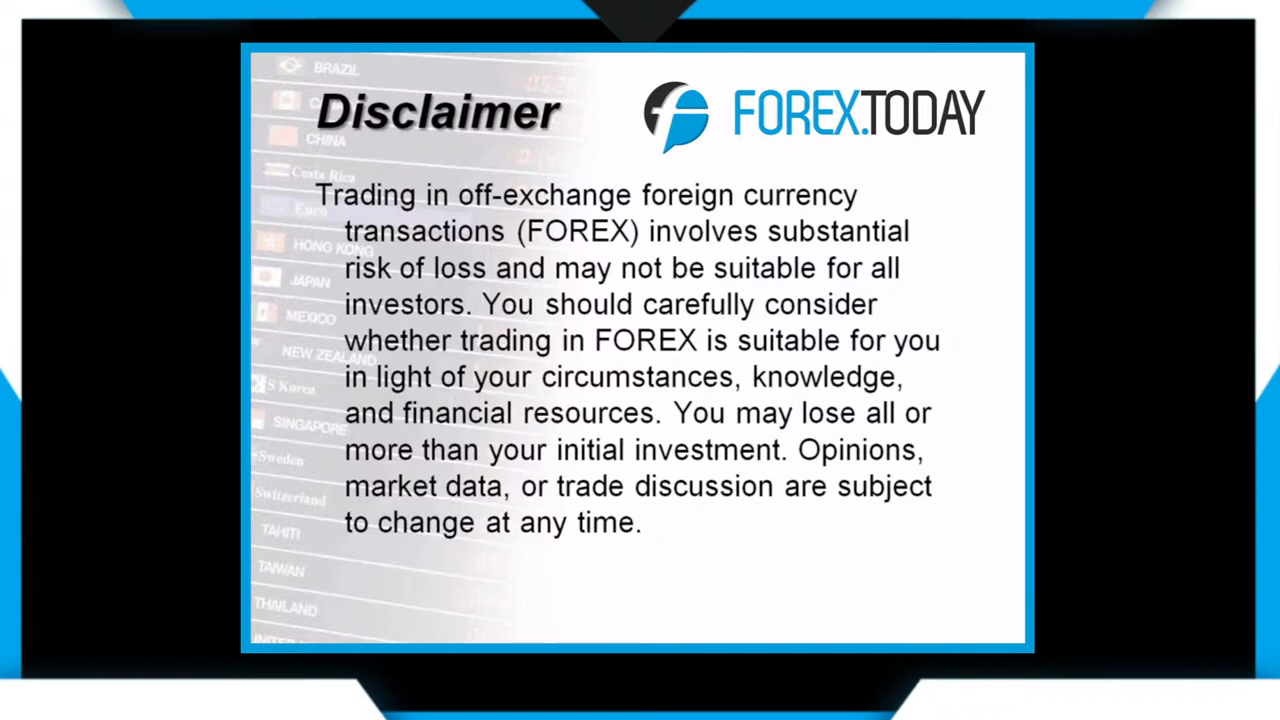 Disclaimer
FOREX.TODAY
Trading in off-exchange foreign currency
transactions (FOREX) involves substantial
risk of loss and may not be suitable for all
investors. You should carefully consider
whether trading in FOREX is suitable for you
in light of your circumstances, knowledge,
and financial resources. You may lose all or
more than your initial investment. Opinions,
market data, or trade discussion are subject
to change at any time.
BRAZIL
CHINA
Costa Rica
Euro
HONG KONG
JAPAN
MEXICO
NEW ZEALAND
S Korea
SINGAPORE
Sweden
Switzerland
TAHITI
TAIWAN
THAILAND